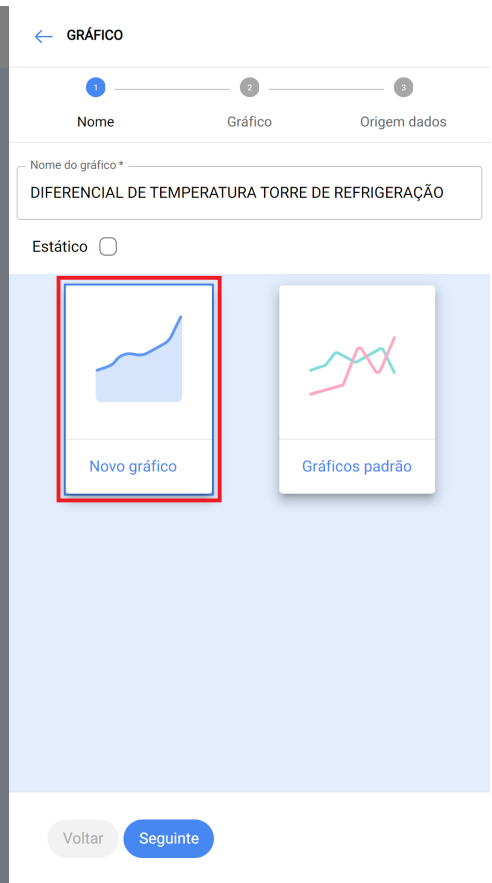 GRÁFICO
1
2
3
Nome
Gráfico
Origem dados
Nome do gráfico *
DIFERENCIAL DE TEMPERATURA TORRE DE REFRIGERAÇÃO
Estático
Novo gráfico
Gráficos padrão
Voltar
Seguinte